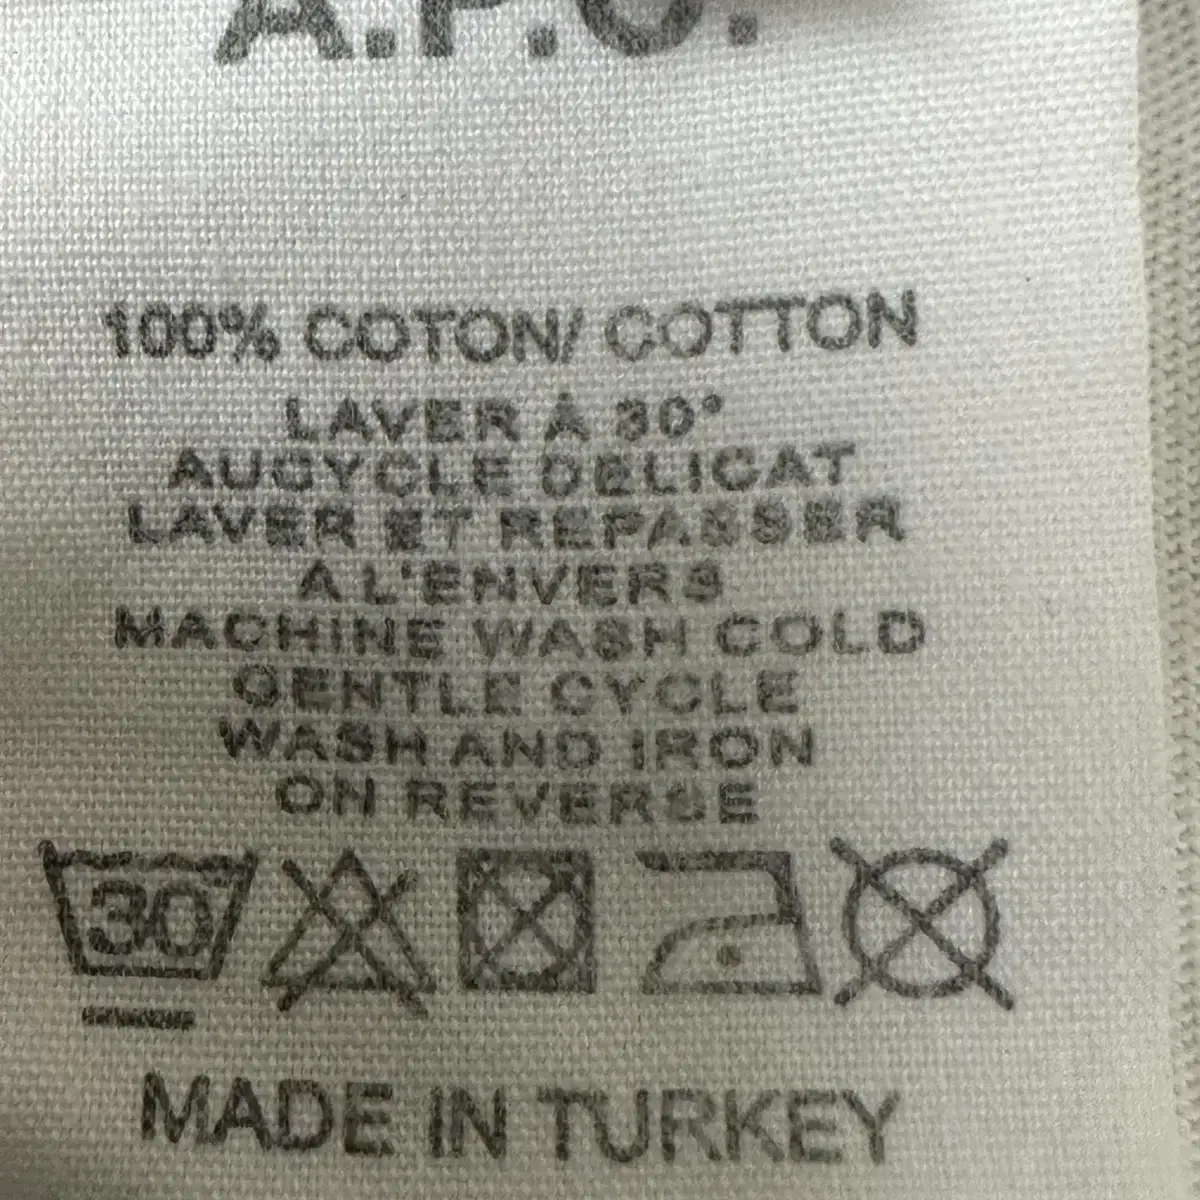 A.P.C.
100% COTON/ COTTON
LAVER À 30°
AU CYCLE DELICAT
LAVER ET REPASSER
A L'ENVERS
MACHINE WASH COLD
GENTLE CYCLE
WASH AND IRON
ON REVERSE
30
MADE IN TURKEY